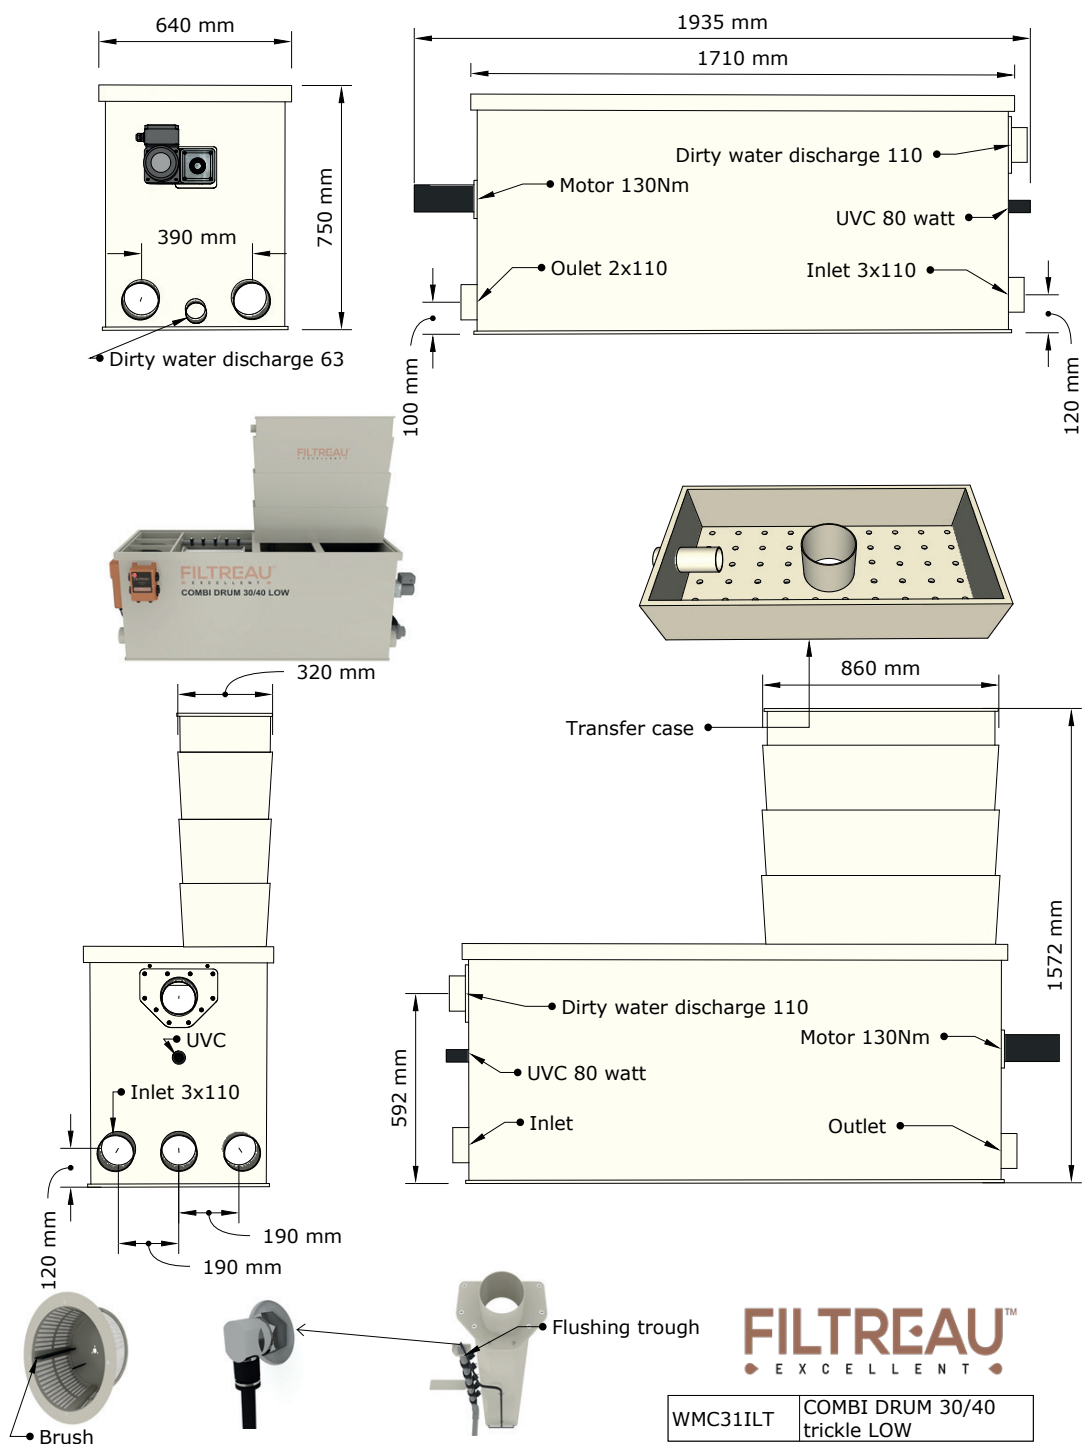 640 mm
1935 mm
1710 mm
750 mm
390 mm
Dirty water discharge 63
Dirty water discharge 110
Motor 130Nm
UVC 80 watt
Oulet 2x110
Inlet 3x110
100 mm
120 mm
FILTREAU
EXCELLENT
FILTREAU
EXCELLENT
COMBI DRUM 30/40 LOW
320 mm
860 mm
Transfer case
1572 mm
Dirty water discharge 110
Motor 130Nm
UVC
UVC 80 watt
592 mm
Inlet 3x110
Inlet
Outlet
120 mm
190 mm
190 mm
Flushing trough
Brush
FILTREAU™
EXCELLENT
WMC31ILT
COMBI DRUM 30/40
trickle LOW